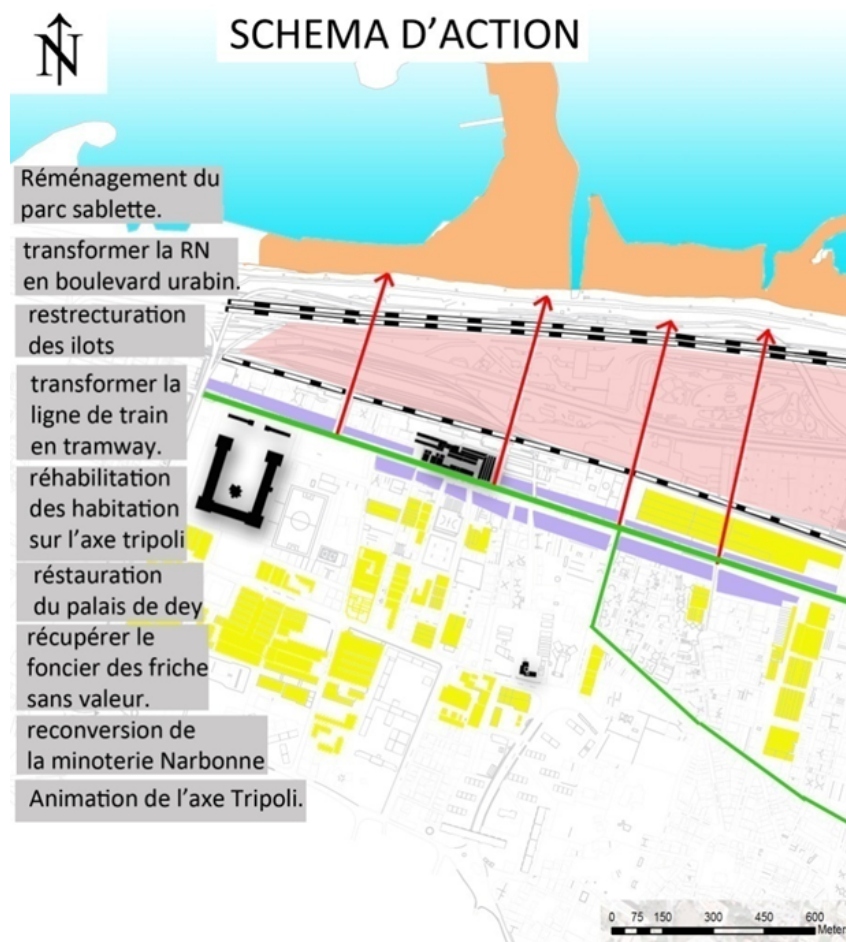 N
SCHEMA D'ACTION
Réménagement du
parc sablette.
transformer la RN
en boulevard urabin.
restrecturation
des ilots
transformer la
ligne de train
en tramway.
réhabilitation
des habitation
sur l'axe tripoli
réstauration
du palais de dey
récupérer le
foncier des friche
sans valeur.
reconversion de
la minoterie Narbonne
Animation de l'axe Tripoli.
0 75 150 300 450 600
Meter